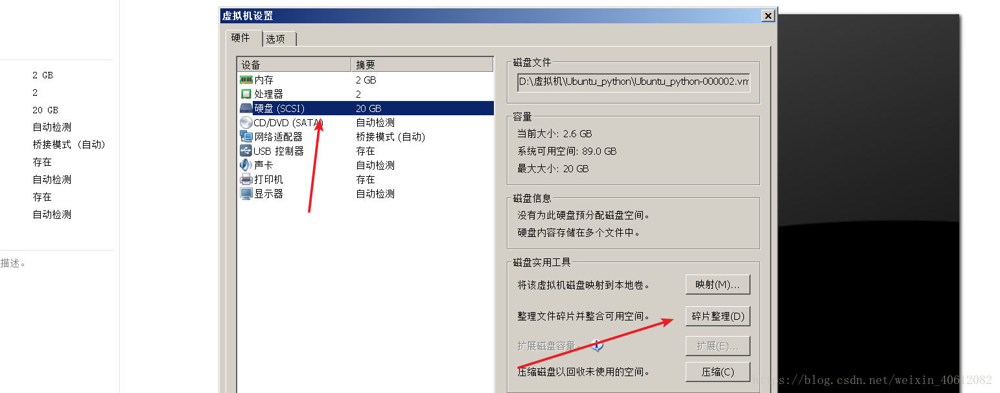 虚拟机设置
硬件
选项
2 GB
2
20 GB
自动检测
桥接模式 (自动)
存在
自动检测
存在
自动检测
描述。
设备 摘要
内存 2 GB
处理器 2
硬盘 (SCSI) 20 GB
CD/DVD (SATA) 自动检测
网络适配器 桥接模式 (自动)
USB 控制器 存在
声卡 自动检测
打印机 存在
显示器 自动检测
磁盘文件
D:\虚拟机\Ubuntu_python\Ubuntu_python-000002.vm
容量
当前大小: 2.6 GB
系统可用空间: 89.0 GB
最大大小: 20 GB
磁盘信息
没有为此硬盘预分配磁盘空间。
硬盘内容存储在多个文件中。
磁盘实用工具
将该虚拟机磁盘映射到本地卷。 映射(M)...
整理文件碎片并整合可用空间。 碎片整理(D)
扩展磁盘容量。 扩展(E)...
压缩磁盘以回收未使用的空间。 压缩(C)
https://blog.csdn.net/weixin_40612082